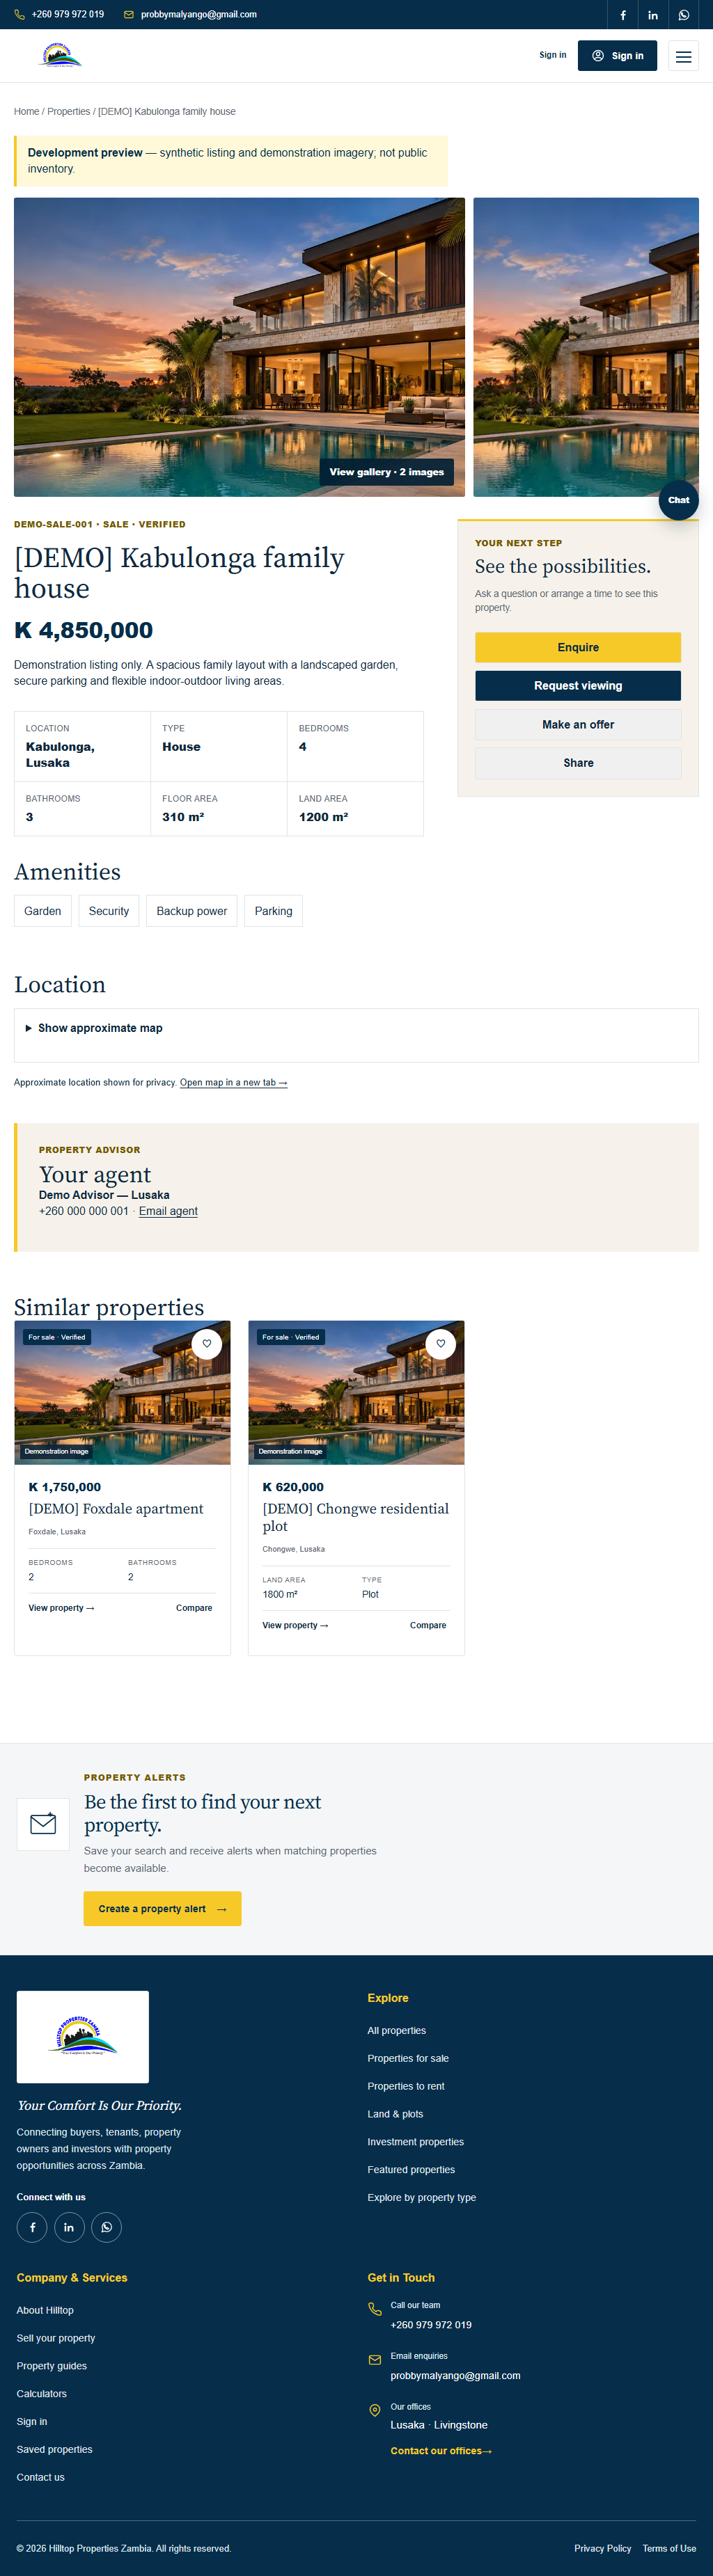 +260 979 972 019
probbymalyango@gmail.com
Sign in
Sign in
Home / Properties / [DEMO] Kabulonga family house
Development preview — synthetic listing and demonstration imagery; not public
inventory.
View gallery · 2 images
Chat
DEMO-SALE-001 · SALE · VERIFIED
[DEMO] Kabulonga family
house
K 4,850,000
Demonstration listing only. A spacious family layout with a landscaped garden,
secure parking and flexible indoor-outdoor living areas.
LOCATION
Kabulonga,
Lusaka
TYPE
House
BEDROOMS
4
BATHROOMS
3
FLOOR AREA
310 m²
LAND AREA
1200 m²
YOUR NEXT STEP
See the possibilities.
Ask a question or arrange a time to see this
property.
Enquire
Request viewing
Make an offer
Share
Amenities
Garden
Security
Backup power
Parking
Location
Show approximate map
Approximate location shown for privacy. Open map in a new tab →
PROPERTY ADVISOR
Your agent
Demo Advisor — Lusaka
+260 000 000 001 · Email agent
Similar properties
For sale · Verified
Demonstration image
K 1,750,000
[DEMO] Foxdale apartment
Foxdale, Lusaka
BEDROOMS
2
BATHROOMS
2
View property →
Compare
For sale · Verified
Demonstration image
K 620,000
[DEMO] Chongwe residential
plot
Chongwe, Lusaka
LAND AREA
1800 m²
TYPE
Plot
View property →
Compare
PROPERTY ALERTS
Be the first to find your next
property.
Save your search and receive alerts when matching properties
become available.
Create a property alert →
HILLTOP PROPERTIES ZAMBIA
Your Comfort Is Our Priority.
Connecting buyers, tenants, property
owners and investors with property
opportunities across Zambia.
Connect with us
Explore
All properties
Properties for sale
Properties to rent
Land & plots
Investment properties
Featured properties
Explore by property type
Company & Services
About Hilltop
Sell your property
Property guides
Calculators
Sign in
Saved properties
Contact us
Get in Touch
Call our team
+260 979 972 019
Email enquiries
probbymalyango@gmail.com
Our offices
Lusaka · Livingstone
Contact our offices→
© 2026 Hilltop Properties Zambia. All rights reserved.
Privacy Policy
Terms of Use